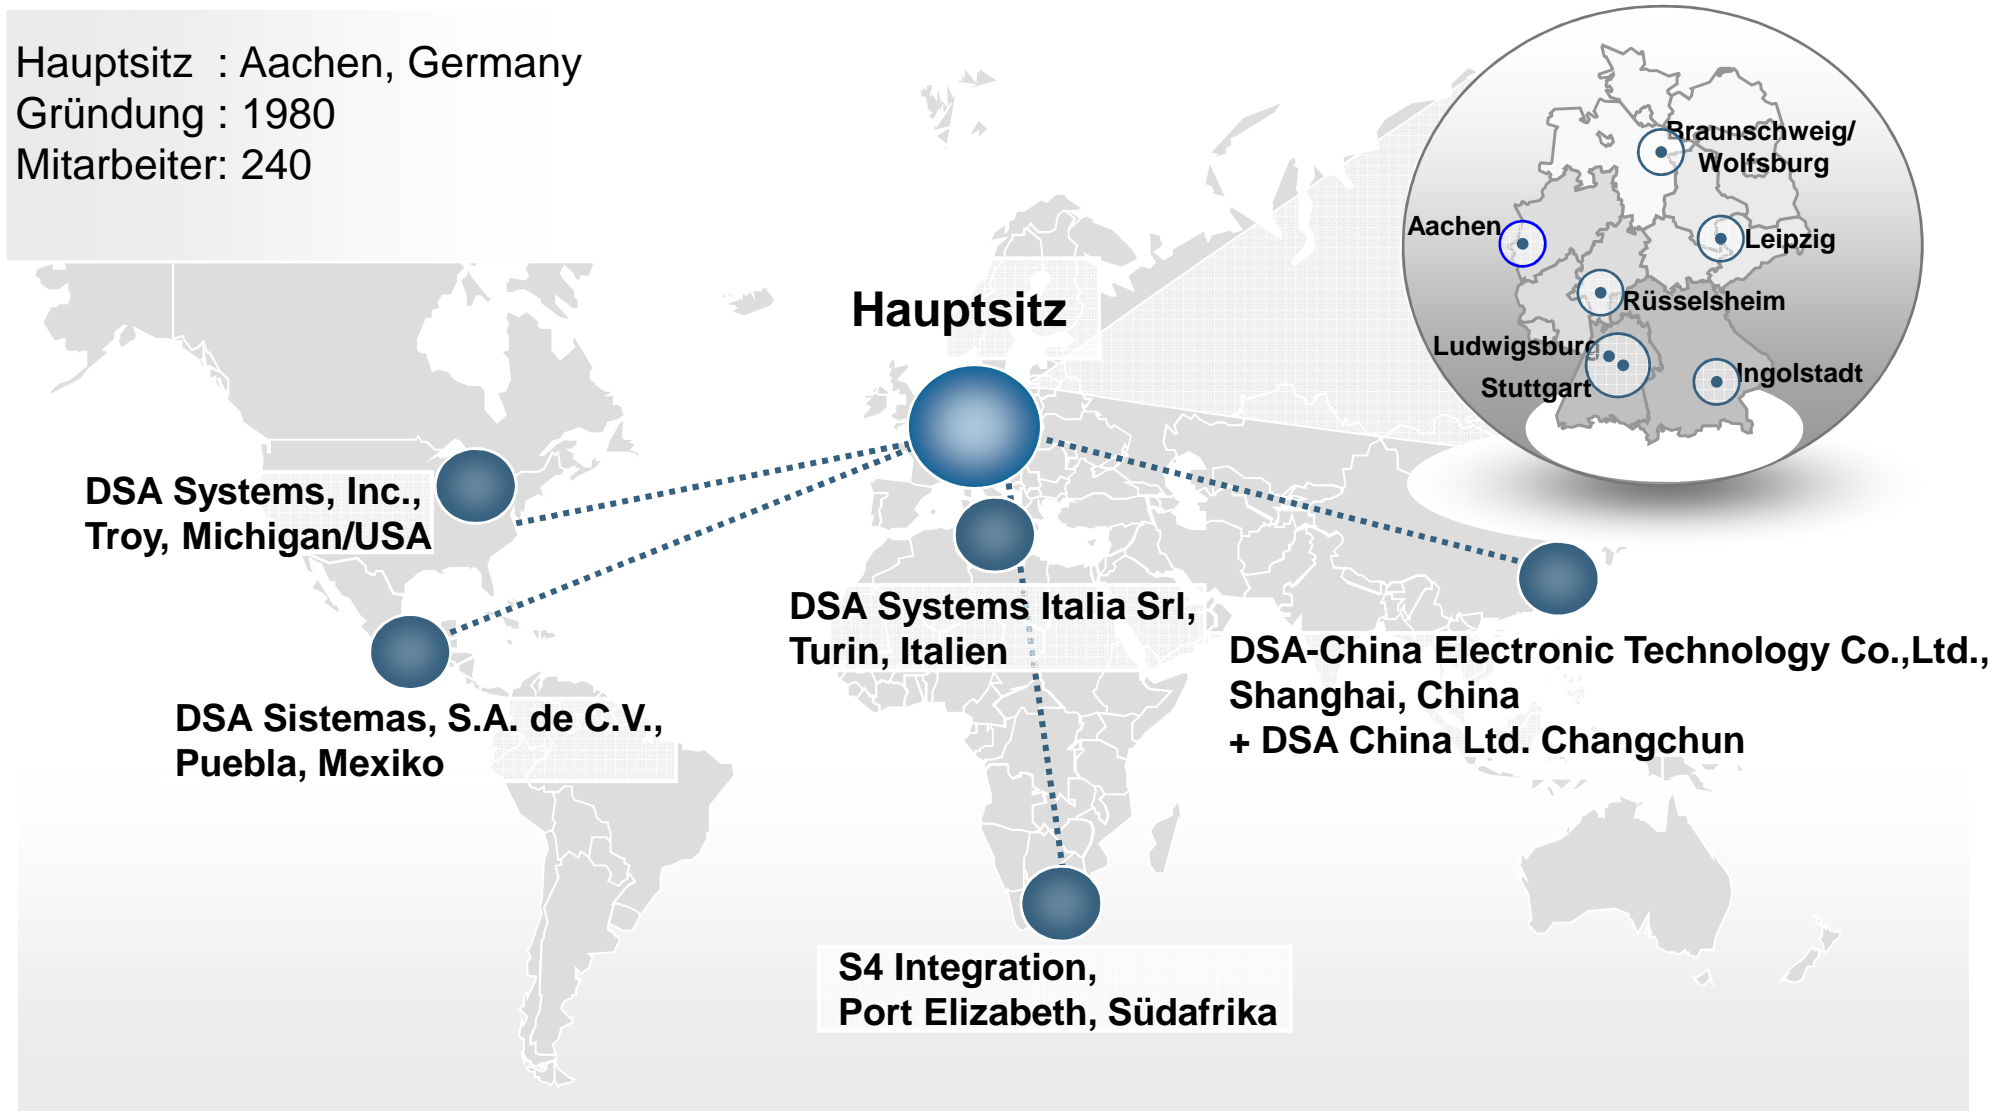 Hauptsitz : Aachen, Germany
Gründung : 1980
Mitarbeiter: 240
Braunschweig/
Wolfsburg
Aachen
Leipzig
Rüsselsheim
Ludwigsburg
Stuttgart
Ingolstadt
Hauptsitz
DSA Systems, Inc.,
Troy, Michigan/USA
DSA Systems Italia Srl,
Turin, Italien
DSA-China Electronic Technology Co.,Ltd.,
Shanghai, China
+ DSA China Ltd. Changchun
DSA Sistemas, S.A. de C.V.,
Puebla, Mexiko
S4 Integration,
Port Elizabeth, Südafrika